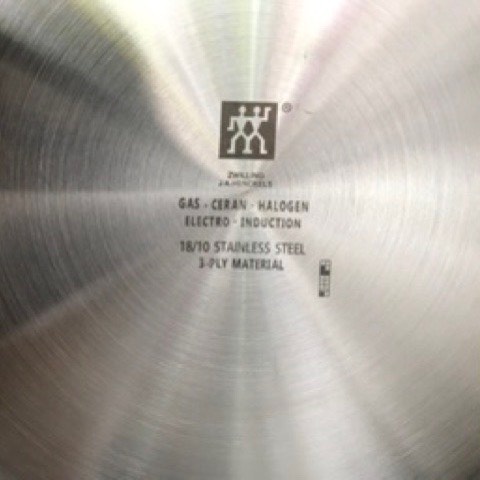 ®
ZWILLING
J.A. HENCKELS
GAS · CERAN · HALOGEN
ELECTRO · INDUCTION
18/10 STAINLESS STEEL
3-PLY MATERIAL